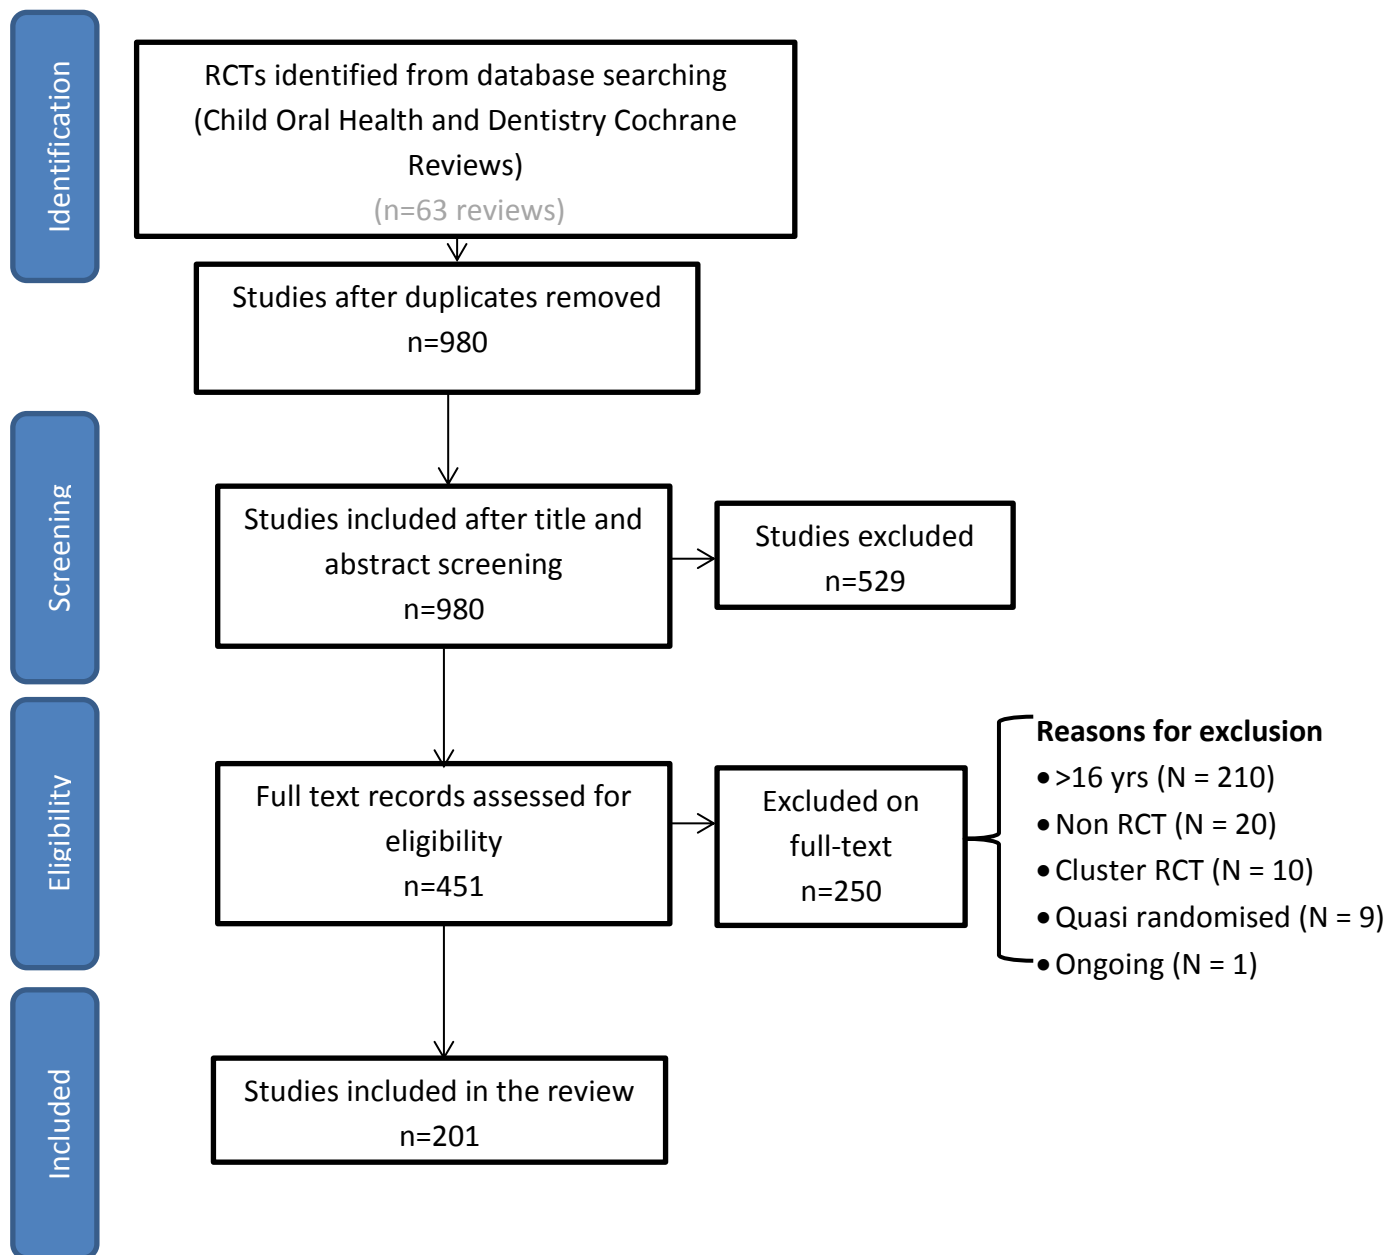 Identification
RCTs identified from database searching
(Child Oral Health and Dentistry Cochrane
Reviews)
(n=63 reviews)
Studies after duplicates removed
n=980
Screening
Studies included after title and
abstract screening
n=980
Studies excluded
n=529
Eligibility
Full text records assessed for
eligibility
n=451
Excluded on
full-text
n=250
Reasons for exclusion
• >16 yrs (N = 210)
• Non RCT (N = 20)
• Cluster RCT (N = 10)
• Quasi randomised (N = 9)
• Ongoing (N = 1)
Included
Studies included in the review
n=201